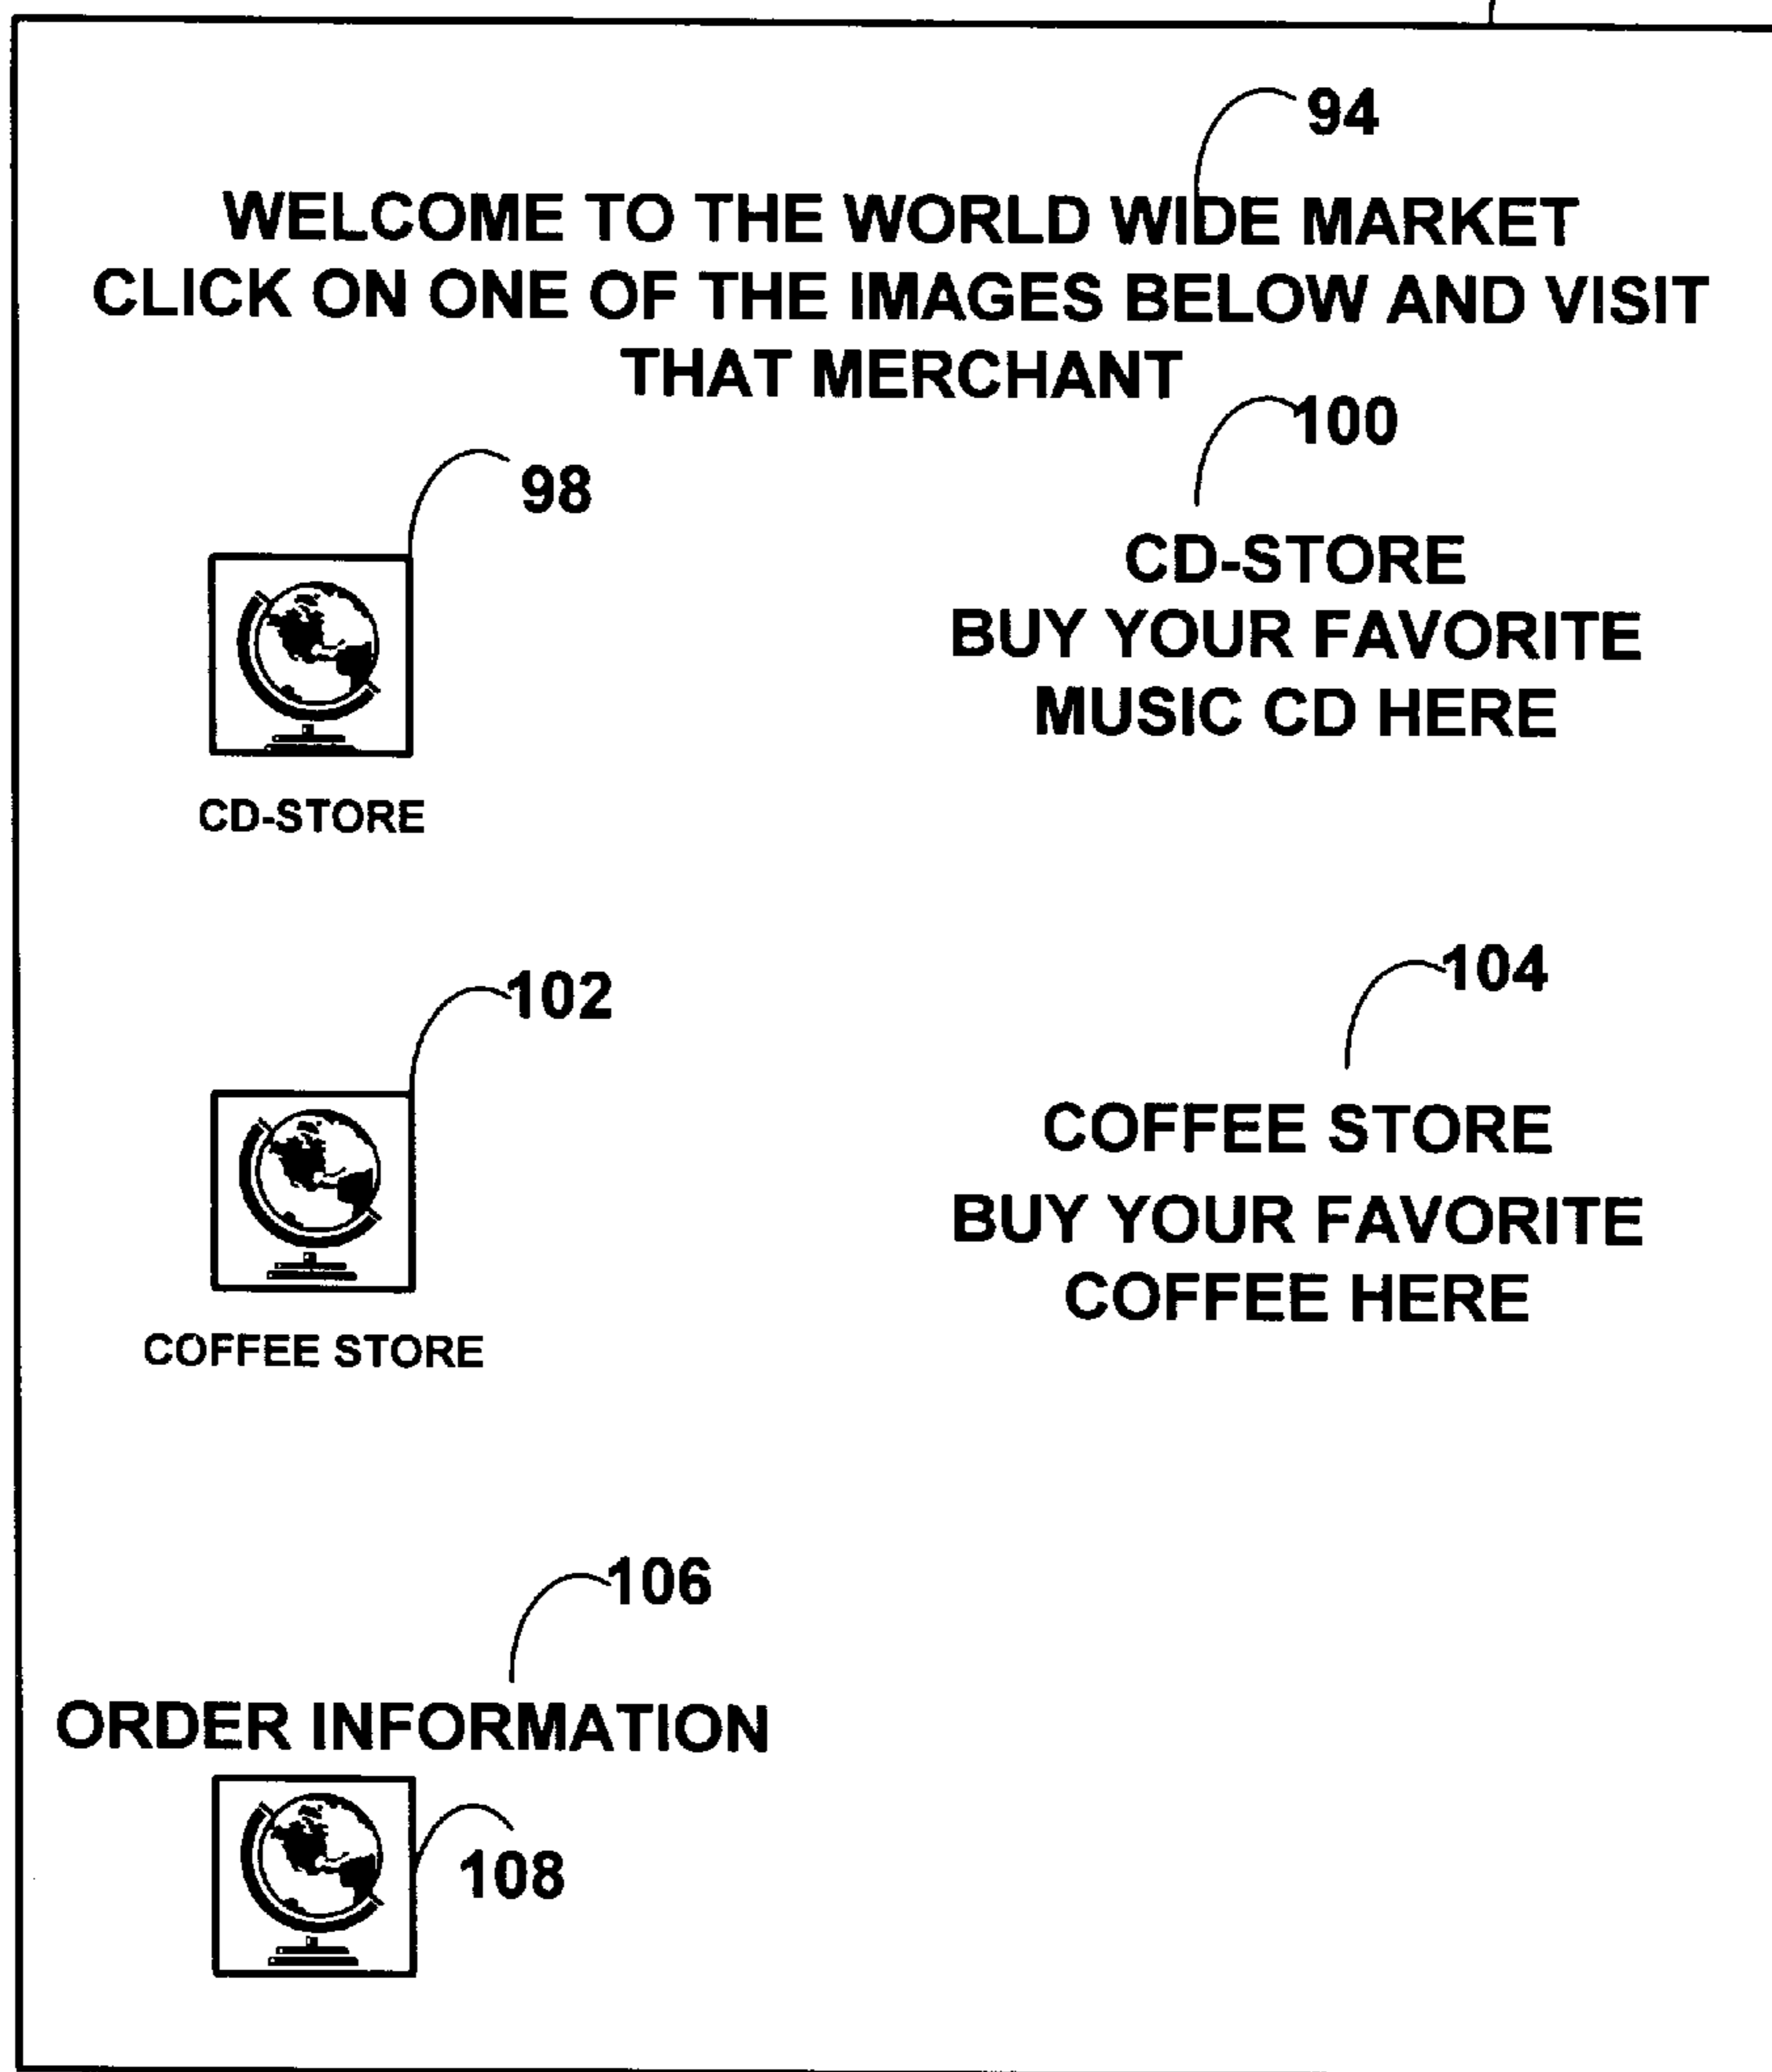 94
WELCOME TO THE WORLD WIDE MARKET
CLICK ON ONE OF THE IMAGES BELOW AND VISIT
THAT MERCHANT
100
98
CD-STORE
BUY YOUR FAVORITE
MUSIC CD HERE
CD-STORE
102
104
COFFEE STORE
BUY YOUR FAVORITE
COFFEE HERE
COFFEE STORE
106
ORDER INFORMATION
108